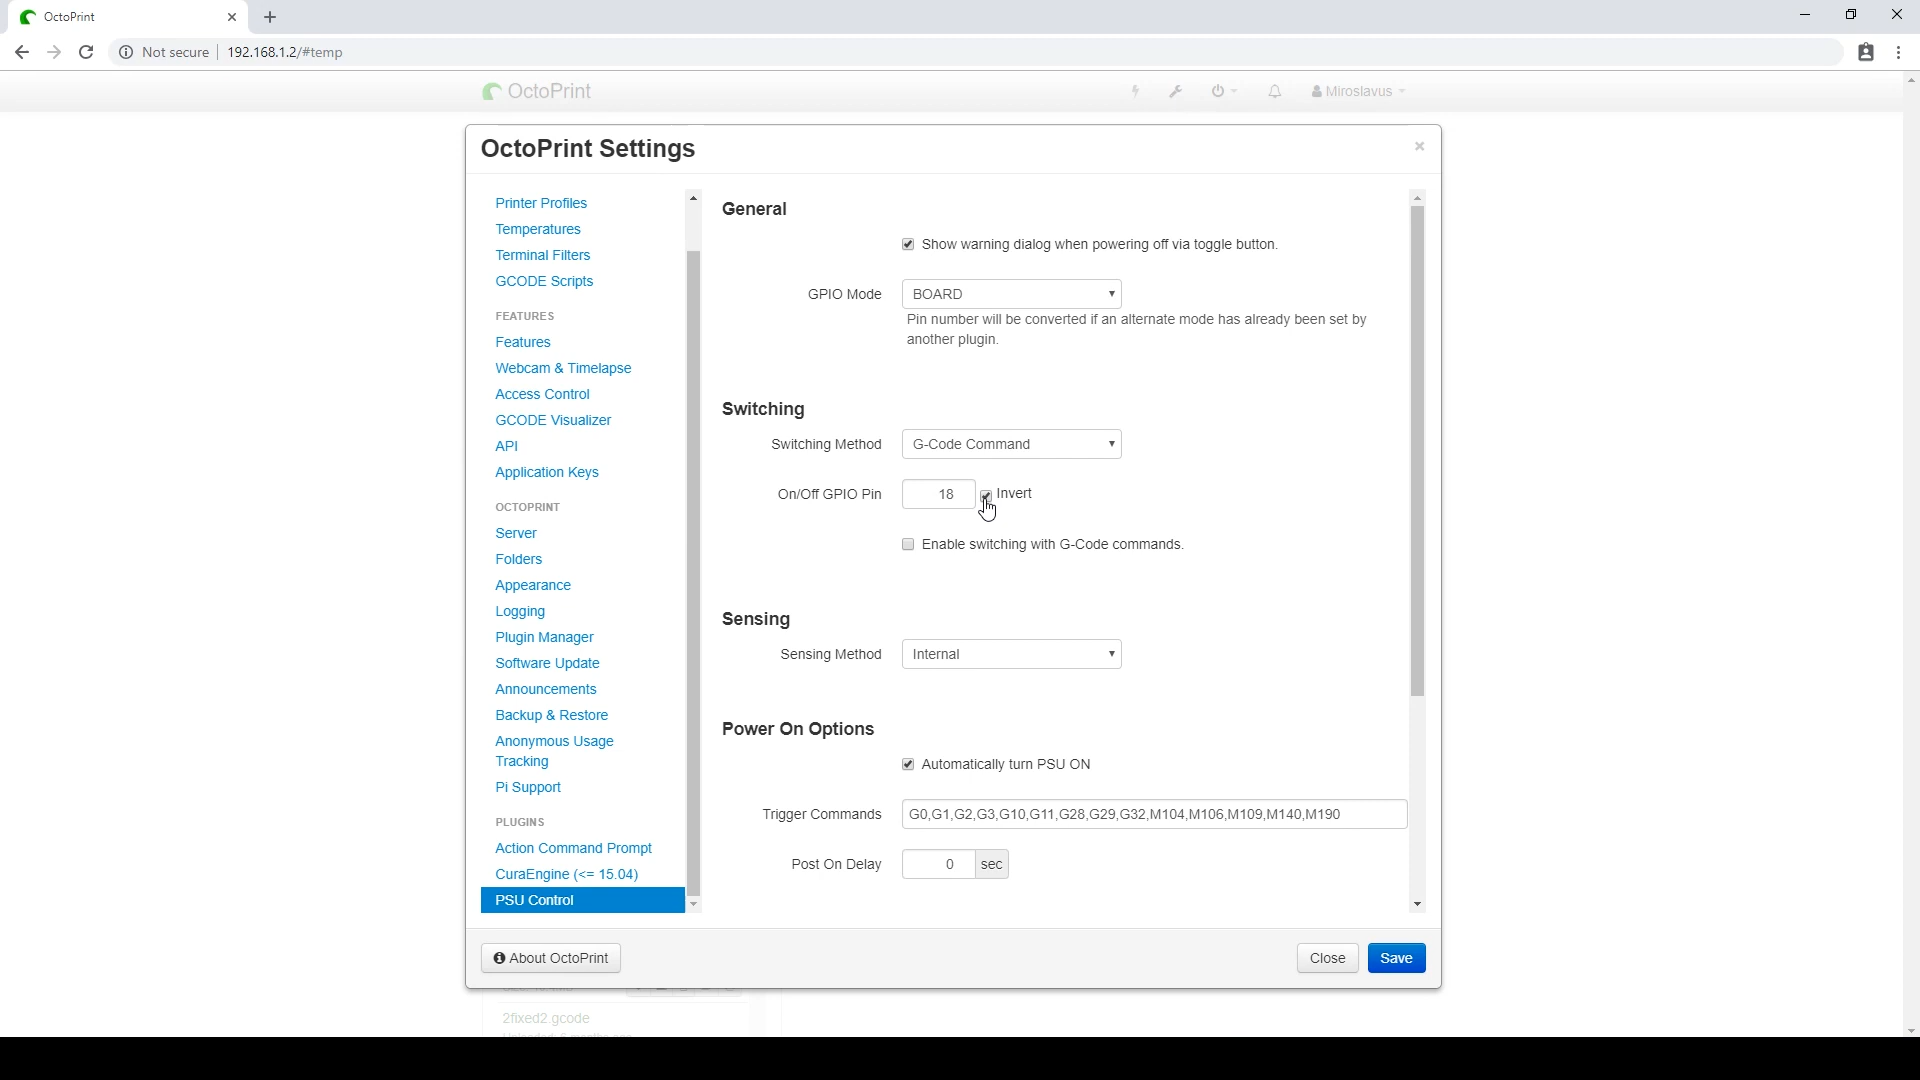 OctoPrint
Not secure 192.168.1.2/#temp
OctoPrint
Miroslavus
OctoPrint Settings
Printer Profiles
Temperatures
Terminal Filters
GCODE Scripts
FEATURES
Features
Webcam & Timelapse
Access Control
GCODE Visualizer
API
Application Keys
OCTOPRINT
Server
Folders
Appearance
Logging
Plugin Manager
Software Update
Announcements
Backup & Restore
Anonymous Usage
Tracking
Pi Support
PLUGINS
Action Command Prompt
CuraEngine (<= 15.04)
PSU Control
General
Show warning dialog when powering off via toggle button.
GPIO Mode BOARD
Pin number will be converted if an alternate mode has already been set by
another plugin.
Switching
Switching Method G-Code Command
On/Off GPIO Pin 18 Invert
Enable switching with G-Code commands.
Sensing
Sensing Method Internal
Power On Options
Automatically turn PSU ON
Trigger Commands G0,G1,G2,G3,G10,G11,G28,G29,G32,M104,M106,M109,M140,M190
Post On Delay 0 sec
About OctoPrint Close Save
2fixed2.gcode